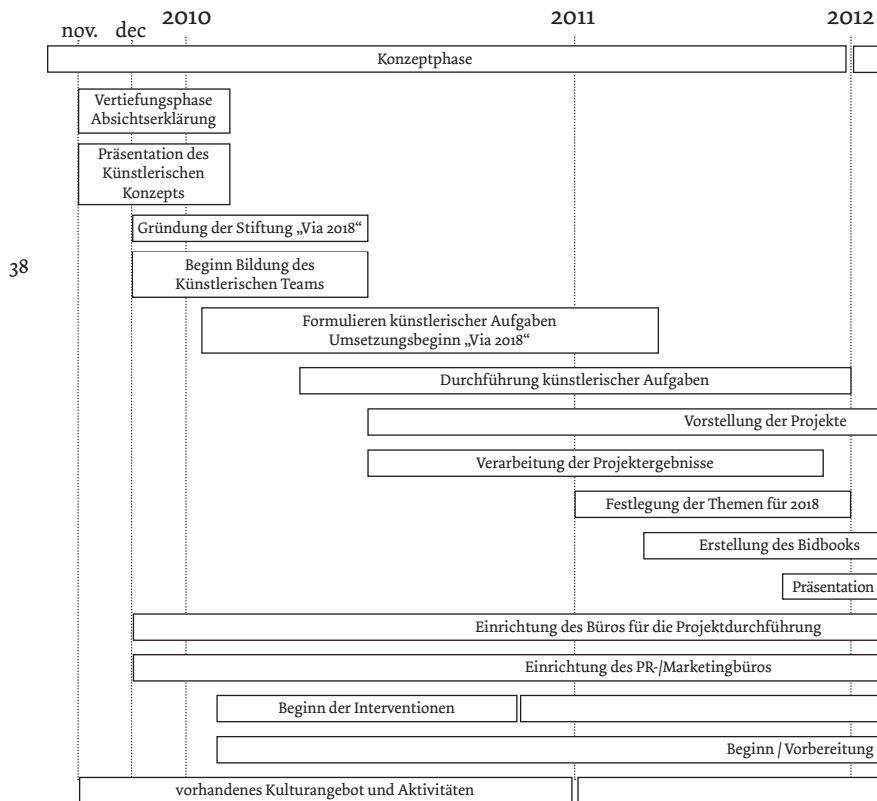 2010 2011 2012
nov. dec
Konzeptphase
Vertiefungsphase
Absichtserklärung
Präsentation des
Künstlerischen
Konzepts
Gründung der Stiftung „Via 2018“
38
Beginn Bildung des
Künstlerischen Teams
Formulieren künstlerischer Aufgaben
Umsetzungsbeginn „Via 2018“
Durchführung künstlerischer Aufgaben
Vorstellung der Projekte
Verarbeitung der Projektergebnisse
Festlegung der Themen für 2018
Erstellung des Bidbooks
Präsentation
Einrichtung des Büros für die Projektdurchführung
Einrichtung des PR-/Marketingbüros
Beginn der Interventionen
Beginn / Vorbereitung
vorhandenes Kulturangebot und Aktivitäten